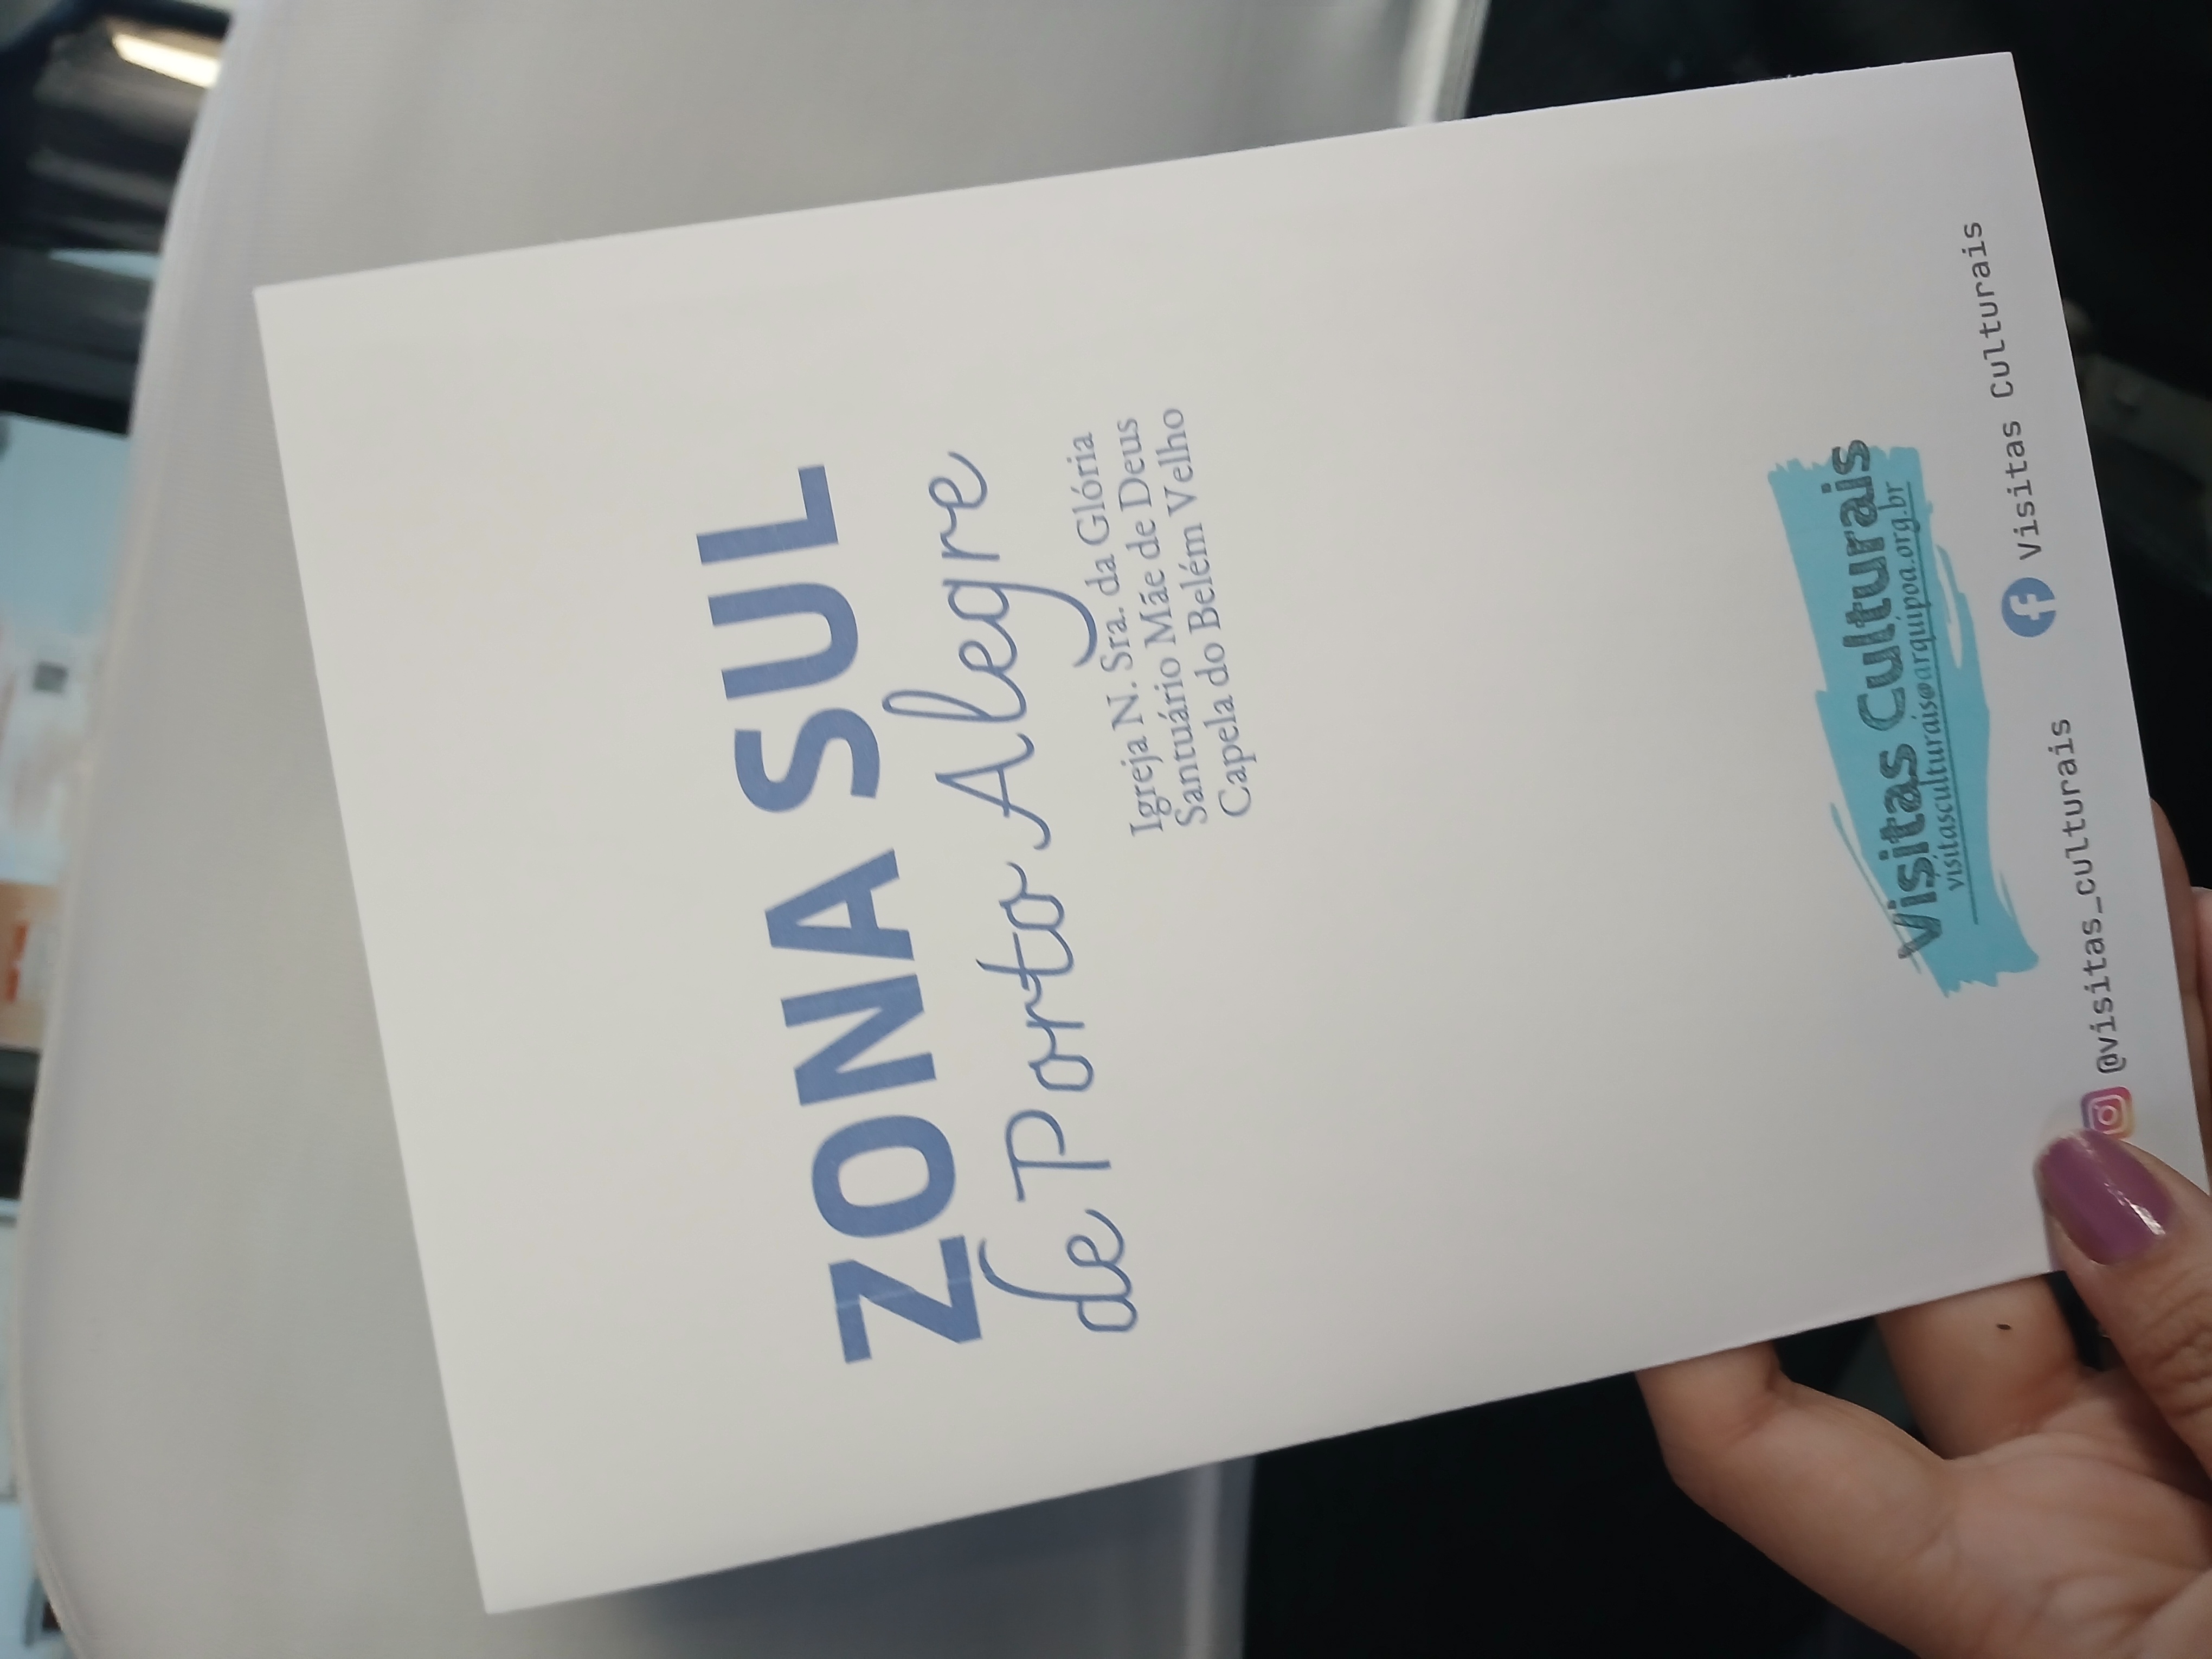 ZONA SUL
de Porto Alegre
Igreja N. Sra. da Glória
Santuário Mãe de Deus
Capela do Belém Velho
Visitas Culturais
visitasculturais@arquipoa.org.br
@visitas_culturais
Visitas Culturais